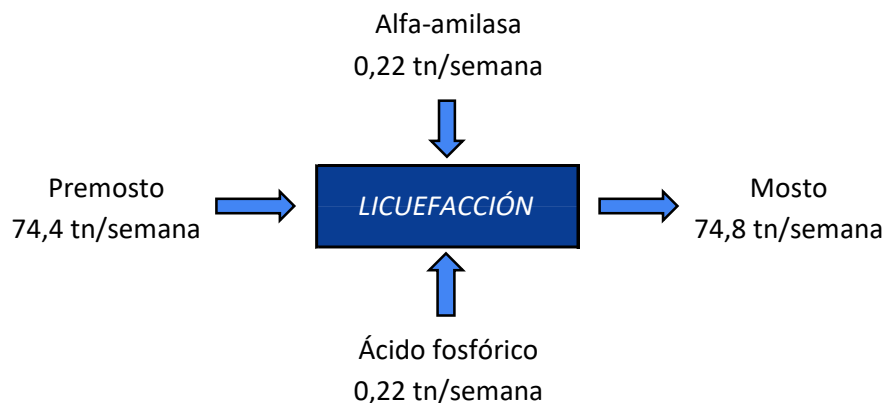 Alfa-amilasa
0,22 tn/semana
Premosto
74,4 tn/semana
LICUEFACCIÓN
Mosto
74,8 tn/semana
Ácido fosfórico
0,22 tn/semana